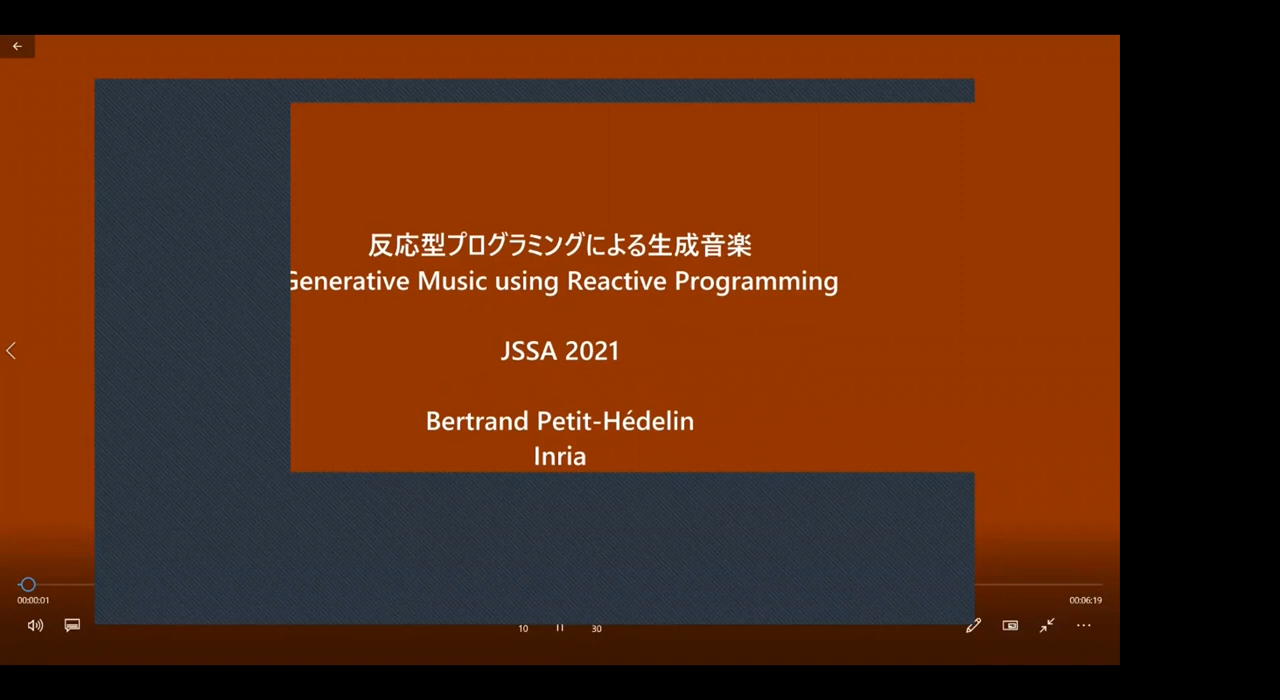 反応型プログラミングによる生成音楽
Generative Music using Reactive Programming
JSSA 2021
Bertrand Petit-Hédelin
Inria
00:00:01
00:06:19
10
30